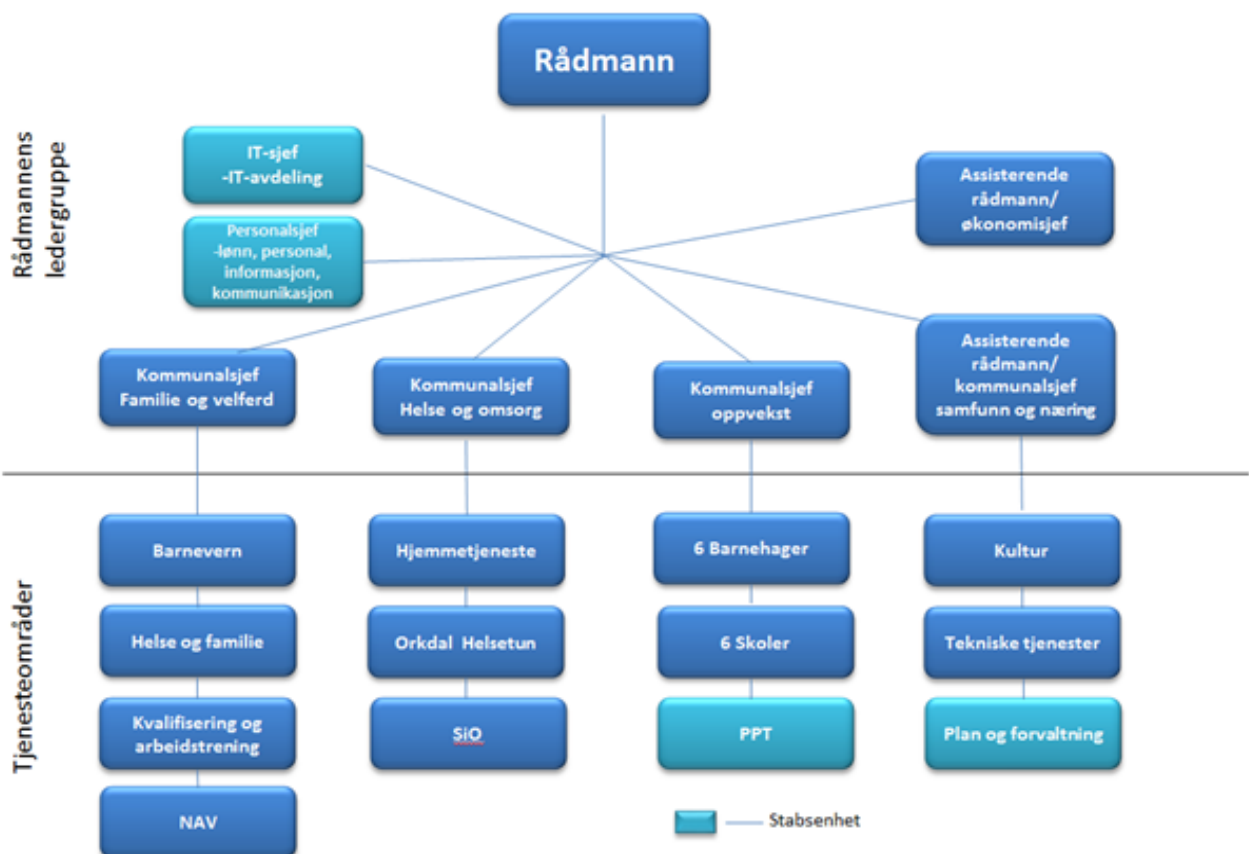 Rådmann
Rådmannens
ledergruppe
IT-sjef
-IT-avdeling
Personalsjef
-lønn, personal,
informasjon,
kommunikasjon
Assisterende
rådmann/
økonomisjef
Kommunalsjef
Familie og velferd
Kommunalsjef
Helse og omsorg
Kommunalsjef
oppvekst
Assisterende
rådmann/
kommunalsjef
samfunn og næring
Tjenesteområder
Barnevern
Hjemmetjeneste
6 Barnehager
Kultur
Helse og familie
Orkdal Helsetun
6 Skoler
Tekniske tjenester
Kvalifisering og
arbeidstrening
SiO
PPT
Plan og forvaltning
NAV
Stabsenhet